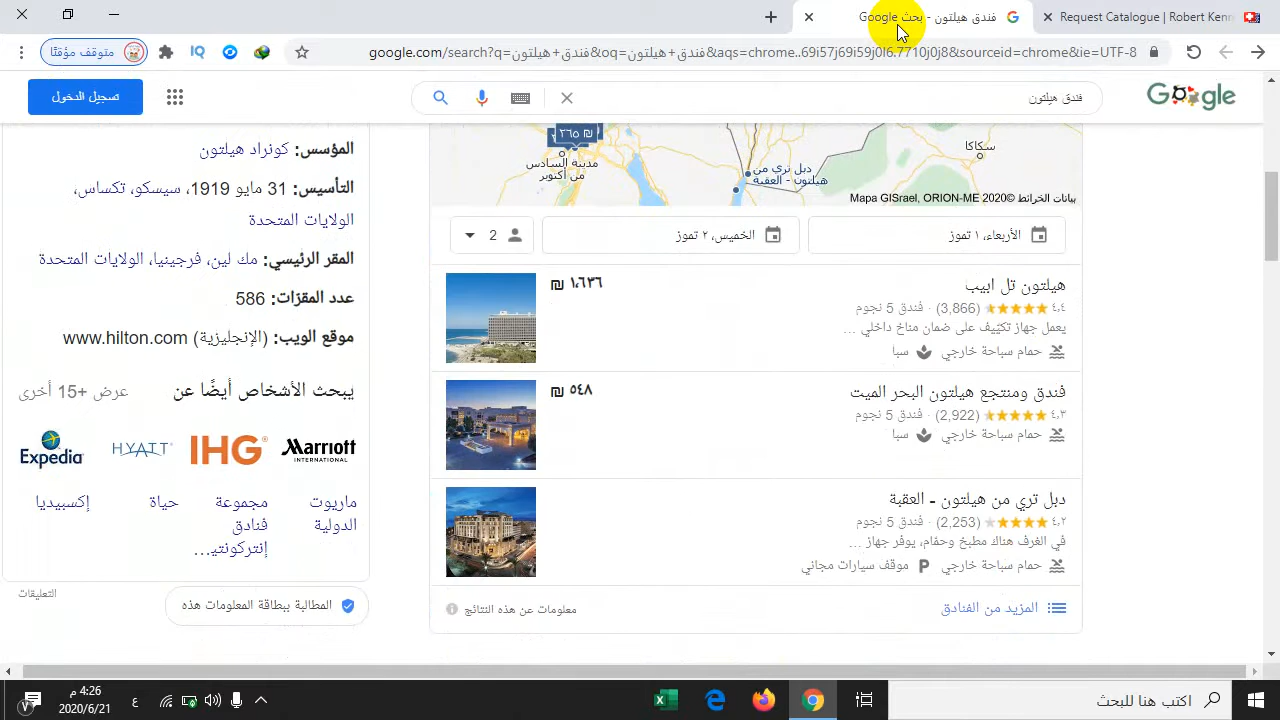 Request Catalogue | Robert Kenn
فندق هيلتون - بحث Google
google.com/search?q=فندق+هيلتون&oq=فندق+هيلتون&aqs=chrome..69i57j69i59j0l6.7710j0j8&sourceid=chrome&ie=UTF-8
متوقف مؤقتًا
Google
فندق هيلتون
تسجيل الدخول
سكاكا
₪ ٢٦٥
مدينة السادس
من أكتوبر
دبل تري من
هيلتون - العقبة
بيانات الخرائط ©2020 Mapa GISrael, ORION-ME
الأربعاء، ١ تموز
الخميس، ٢ تموز
2
هيلتون تل ابيب
١٬٦٣٦ ₪
٤٫٤ (3,866) · فندق 5 نجوم
يعمل جهاز تكييف على ضمان مناخ داخلي ...
حمام سباحة خارجي سبا
فندق ومنتجع هيلتون البحر الميت
٥٤٨ ₪
٤٫٣ (2,922) · فندق 5 نجوم
حمام سباحة خارجي سبا
دبل تري من هيلتون - العقبة
٤٫٢ (2,253) · فندق 5 نجوم
في الغرف هناك مطبخ وحمّام، يوفر جهاز ...
حمام سباحة خارجي P موقف سيارات مجاني
المزيد من الفنادق
معلومات عن هذه النتائج
المؤسس: كونراد هيلتون
التأسيس: 31 مايو 1919، سيسكو، تكساس،
الولايات المتحدة
المقر الرئيسي: مك لين، فرجينيا، الولايات المتحدة
عدد المقرّات: 586
موقع الويب: www.hilton.com (الإنجليزية)
يبحث الأشخاص أيضًا عن
عرض +15 أخرى
Marriott
INTERNATIONAL
IHG
HYATT
Expedia
ماريوت
الدولية
مجموعة
فنادق
إنتركونتي...
حياة
إكسبيديا
المطالبة ببطاقة المعلومات هذه
التعليقات
اكتب هنا للبحث
ع
4:26 م
2020/6/21